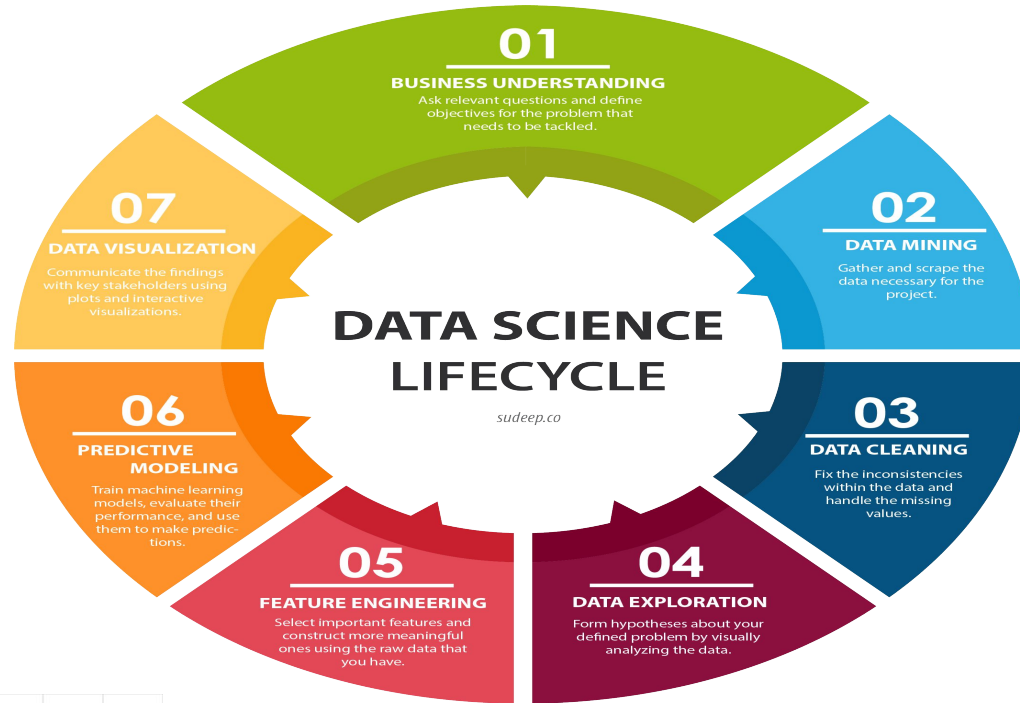 01
BUSINESS UNDERSTANDING
Ask relevant questions and define
objectives for the problem that
needs to be tackled.
02
DATA MINING
Gather and scrape the
data necessary for the
project.
03
DATA CLEANING
Fix the inconsistencies
within the data and
handle the missing
values.
04
DATA EXPLORATION
Form hypotheses about your
defined problem by visually
analyzing the data.
05
FEATURE ENGINEERING
Select important features and
construct more meaningful
ones using the raw data that
you have.
06
PREDICTIVE
MODELING
Train machine learning
models, evaluate their
performance, and use
them to make predic-
tions.
07
DATA VISUALIZATION
Communicate the findings
with key stakeholders using
plots and interactive
visualizations.
DATA SCIENCE
LIFECYCLE
sudeep.co